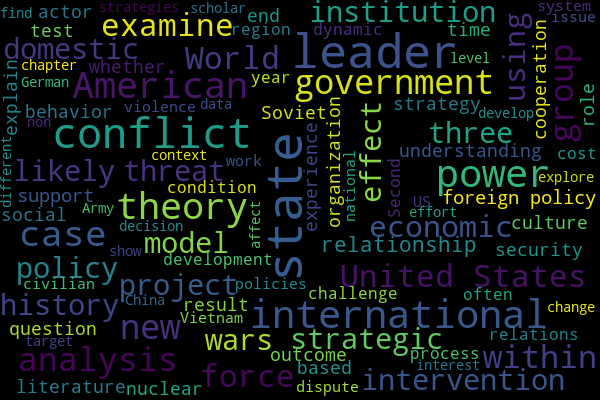 find actor strategies scholar end institution system
test examine region dynamic time issue
domestic World leader level using
chapter whether American year government cooperation group
German explain
behavior violence data Soviet strategy develop role
non conflict effect three
context work experience organization understanding cost
likely threat state national power explore
different support condition Second us foreign policy
social Army theory affect effort culture
case decision model economic
show relationship security
policy development
civilian project policies United States
China challenge often change
history result Vietnam international
question new wars strategic relations
target outcome process within
analysis force based interest
literature nuclear dispute intervention